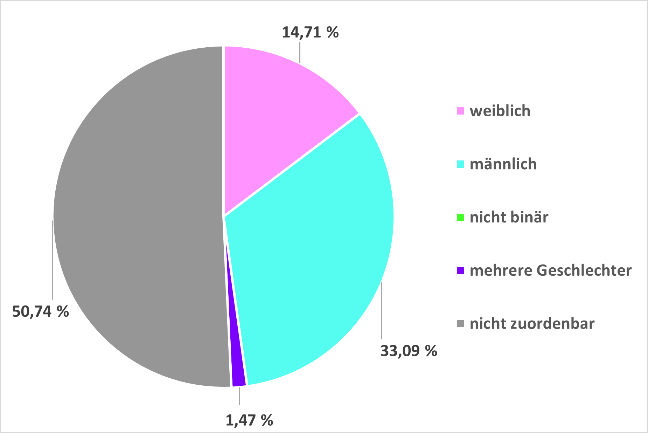 14,71 %
weiblich
männlich
nicht binär
mehrere Geschlechter
50,74 %
nicht zuordenbar
33,09 %
1,47 %